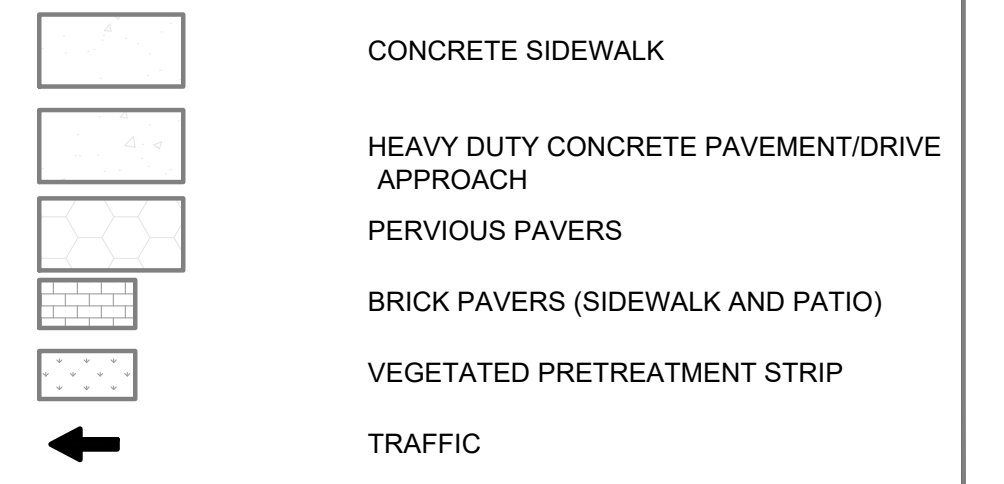 CONCRETE SIDEWALK
HEAVY DUTY CONCRETE PAVEMENT/DRIVE
APPROACH
PERVIOUS PAVERS
BRICK PAVERS (SIDEWALK AND PATIO)
VEGETATED PRETREATMENT STRIP
TRAFFIC